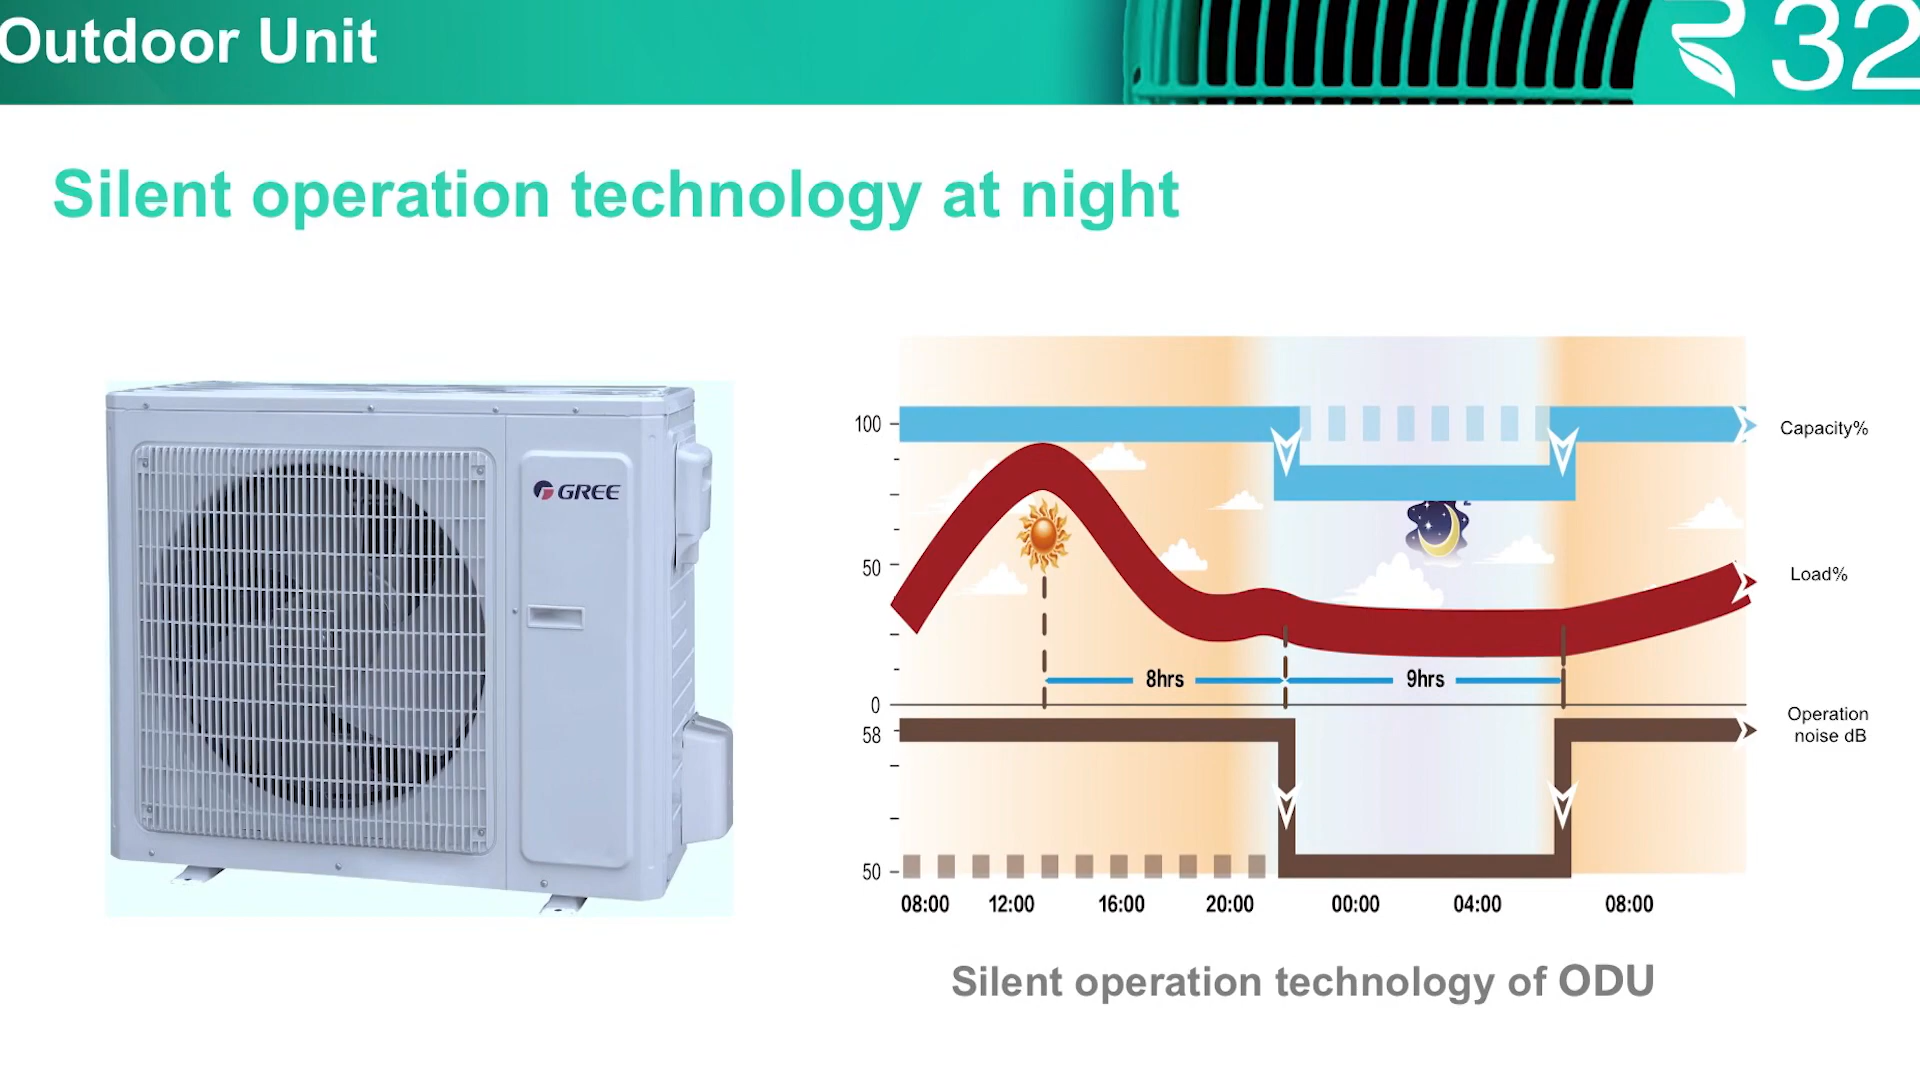 Outdoor Unit
R32
Silent operation technology at night
GREE
100
50
0
58
50
Capacity%
Load%
Operation
noise dB
8hrs
9hrs
08:00 12:00 16:00 20:00 00:00 04:00 08:00
Silent operation technology of ODU